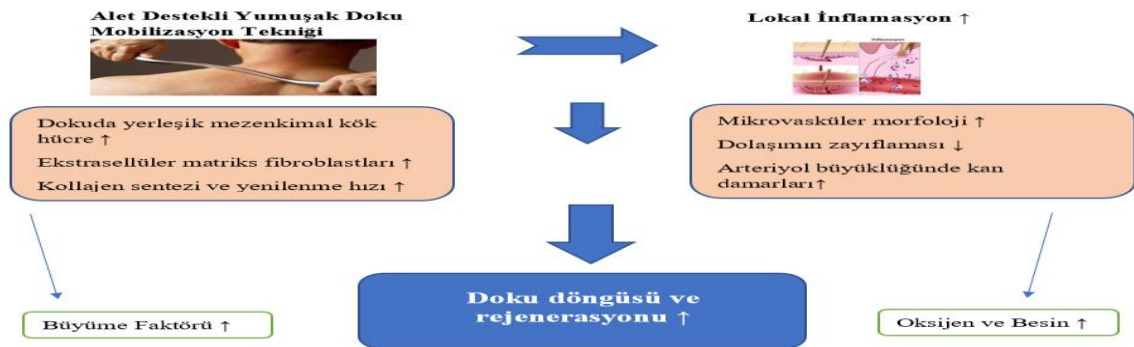 Alet Destekli Yumuşak Doku
Mobilizasyon Tekniği
Lokal İnflamasyon ↑
İnflamasyon
Dokuda yerleşik mezenkimal kök
hücre ↑
Ekstrasellüler matriks fibroblastları ↑
Kollajen sentezi ve yenilenme hızı ↑
Mikrovasküler morfoloji ↑
Dolaşımın zayıflaması ↓
Arteriyol büyüklüğünde kan
damarları↑
Doku döngüsü ve
rejenerasyonu ↑
Büyüme Faktörü ↑
Oksijen ve Besin ↑